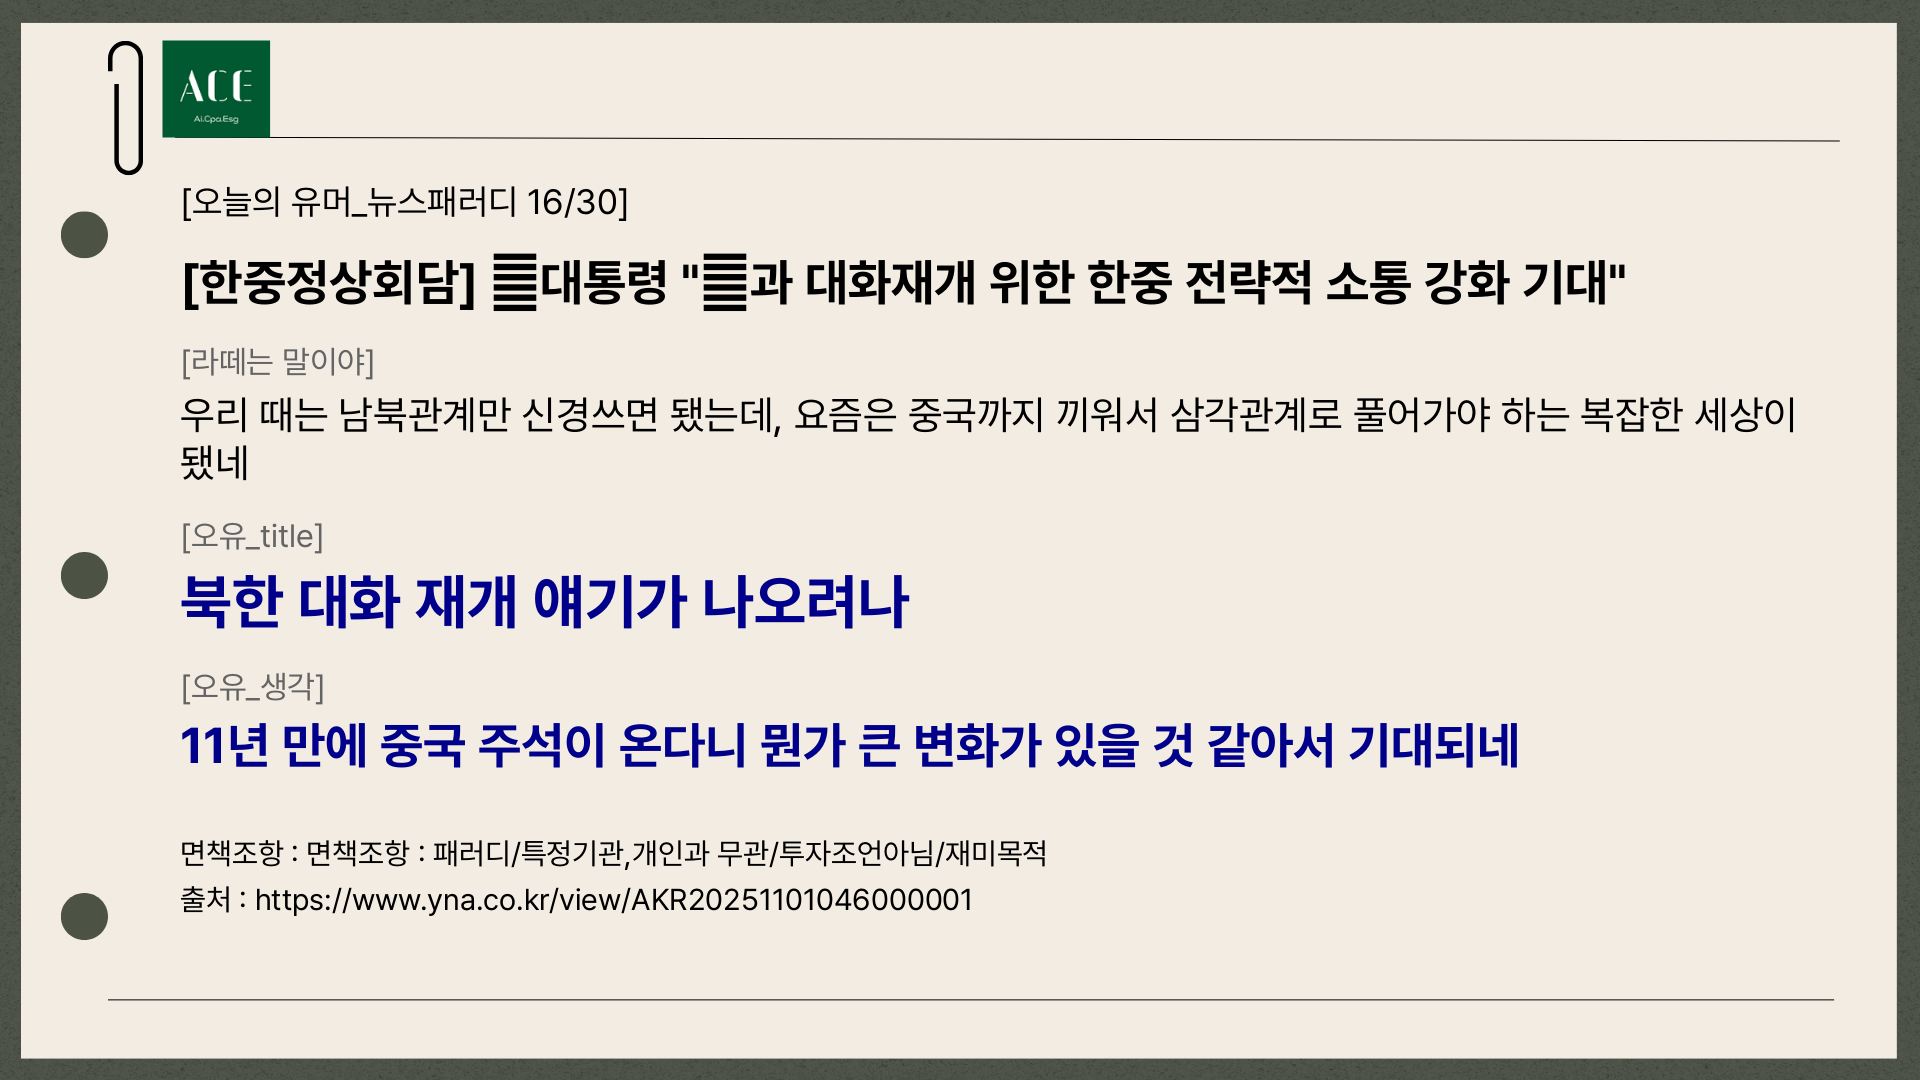 ACE
Ai.Cpa.Esg
[오늘의 유머_뉴스패러디 16/30]
[한중정상회담] 대통령 "과 대화재개 위한 한중 전략적 소통 강화 기대"
[라떼는 말이야]
우리 때는 남북관계만 신경쓰면 됐는데, 요즘은 중국까지 끼워서 삼각관계로 풀어가야 하는 복잡한 세상이
됐네
[오유_title]
북한 대화 재개 얘기가 나오려나
[오유_생각]
11년 만에 중국 주석이 온다니 뭔가 큰 변화가 있을 것 같아서 기대되네
면책조항 : 면책조항 : 패러디/특정기관,개인과 무관/투자조언아님/재미목적
출처 : https://www.yna.co.kr/view/AKR20251101046000001